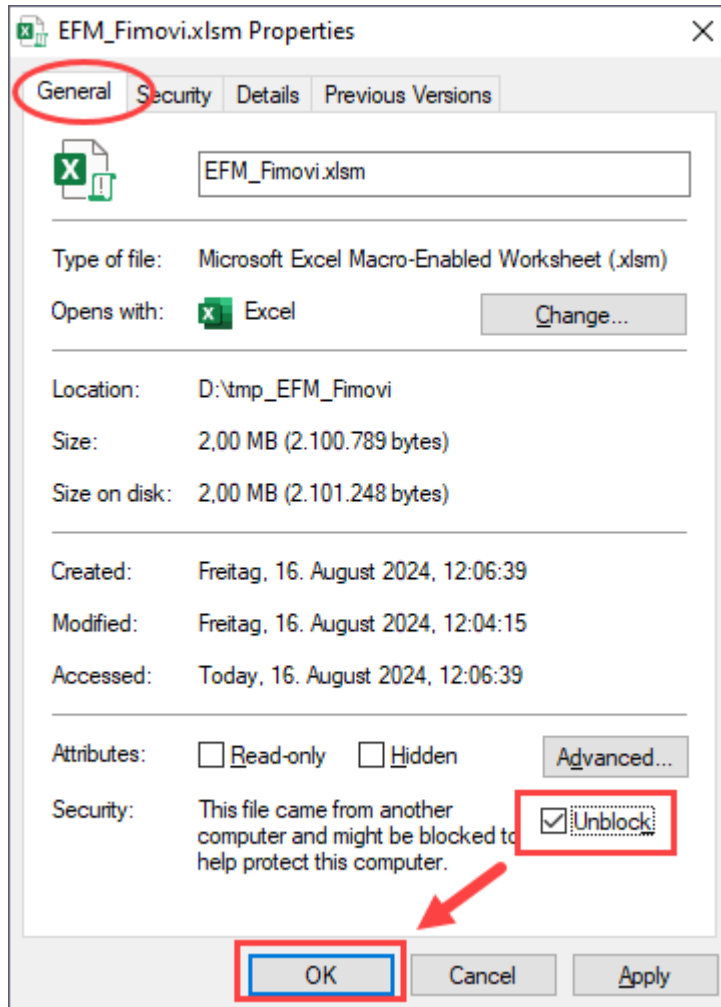 EFM_Fimovi.xlsm Properties
General Security Details Previous Versions
EFM_Fimovi.xlsm
Type of file: Microsoft Excel Macro-Enabled Worksheet (.xlsm)
Opens with: Excel Change...
Location: D:\tmp_EFM_Fimovi
Size: 2,00 MB (2.100.789 bytes)
Size on disk: 2,00 MB (2.101.248 bytes)
Created: Freitag, 16. August 2024, 12:06:39
Modified: Freitag, 16. August 2024, 12:04:15
Accessed: Today, 16. August 2024, 12:06:39
Attributes: Read-only Hidden Advanced...
Security: This file came from another
computer and might be blocked to
help protect this computer.
Unblock
OK Cancel Apply